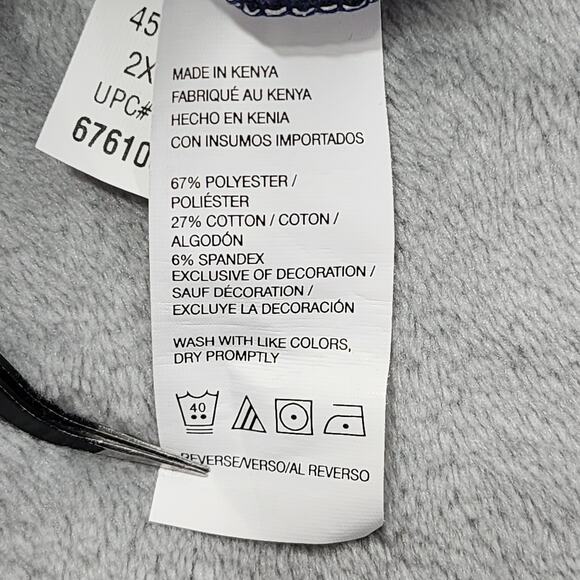 45
2X
UPC#
67610
MADE IN KENYA
FABRIQUÉ AU KENYA
HECHO EN KENIA
CON INSUMOS IMPORTADOS
67% POLYESTER /
POLIÉSTER
27% COTTON / COTON /
ALGODÓN
6% SPANDEX
EXCLUSIVE OF DECORATION /
SAUF DÉCORATION /
EXCLUYE LA DECORACIÓN
WASH WITH LIKE COLORS,
DRY PROMPTLY
40
REVERSE/VERSO/AL REVERSO